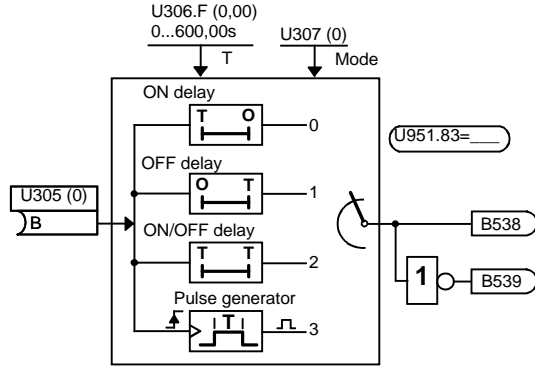 U306.F (0,00)
0...600,00s
T
U307 (0)
Mode
ON delay
T O
0
U951.83=___
OFF delay
O T
1
U305 (0)
B
ON/OFF delay
T T
2
B538
1
B539
Pulse generator
T
3